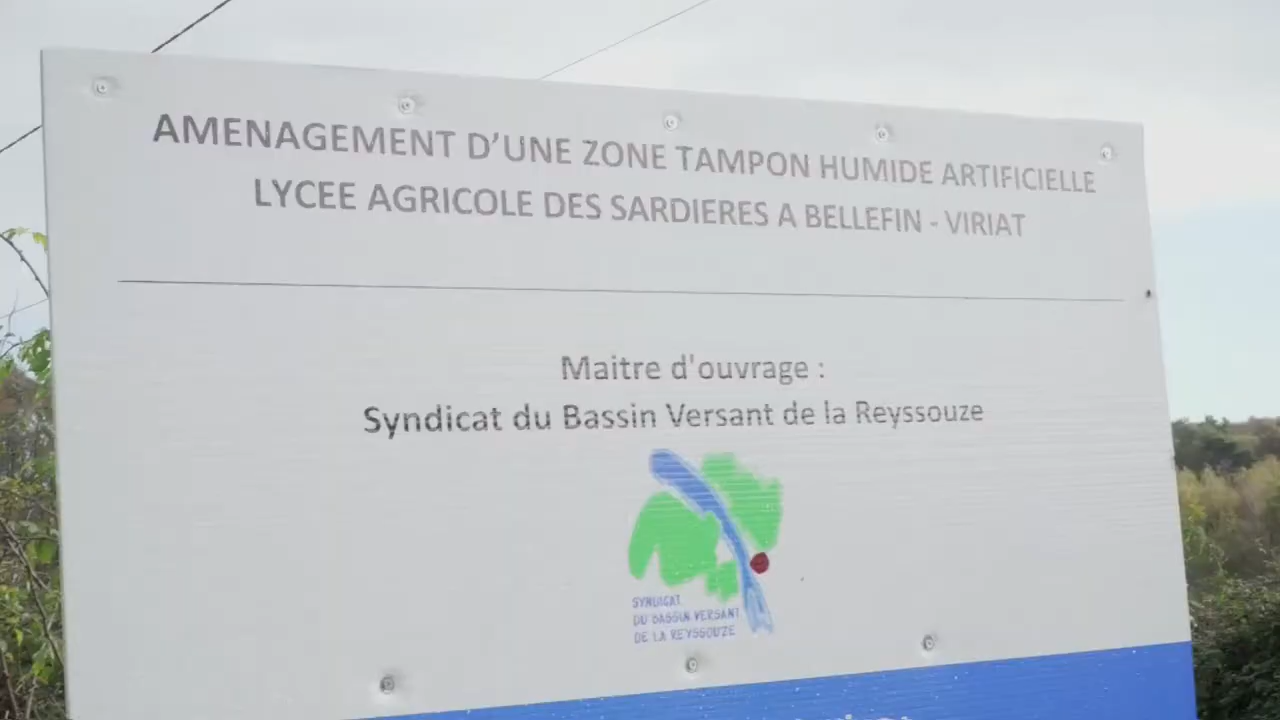 AMENAGEMENT D'UNE ZONE TAMPON HUMIDE ARTIFICIELLE
LYCEE AGRICOLE DES SARDIERES A BELLEFIN - VIRIAT
Maitre d'ouvrage :
Syndicat du Bassin Versant de la Reyssouze
SYNDICAT
DU BASSIN VERSANT
DE LA REYSSOUZE